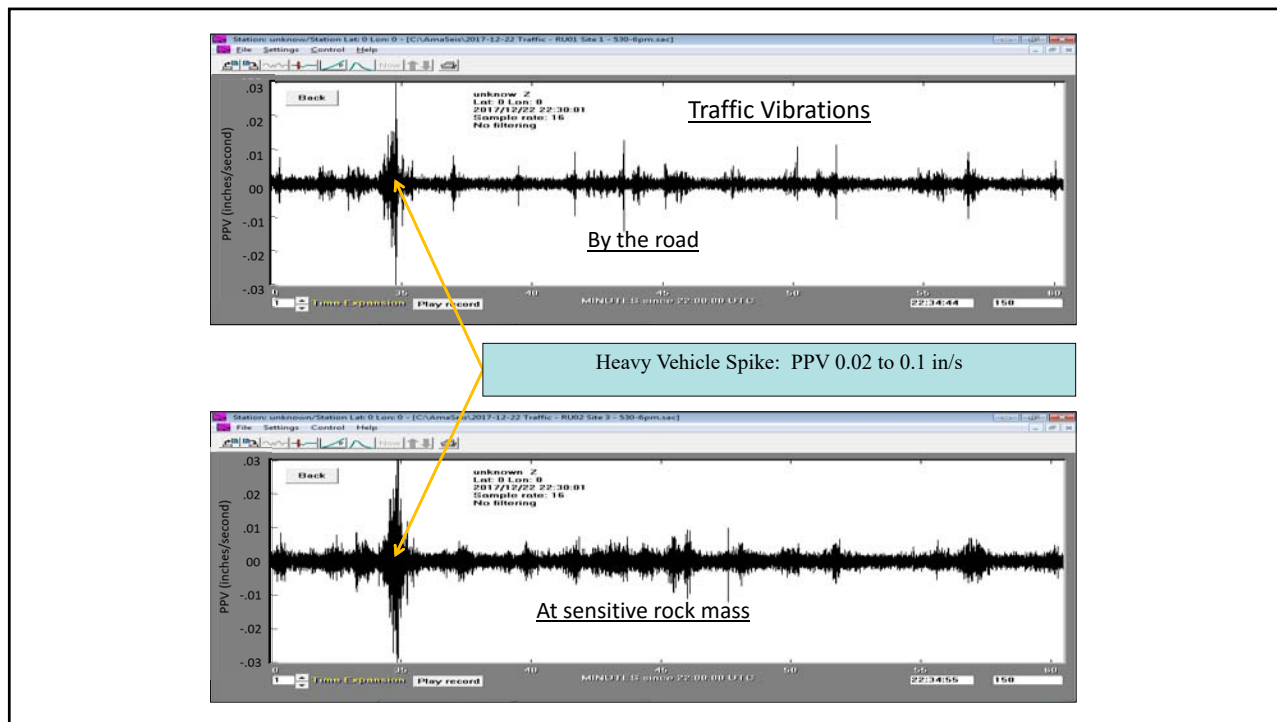 Station: unknow/Station Lat: 0 Lon: 0 - [C:\AmaSeis\2017-12-22 Traffic - RU01 Site 1 - 530-6pm.sac]
File Settings Control Help
Now
Back
unknow Z
Lat: 0 Lon: 0
2017/12/22 22:30:01
Sample rate: 16
No filtering
Traffic Vibrations
PPV (inches/second)
.03
.02
.01
00
-.01
-.02
-.03
By the road
0 35 40 45 50 55 60
1 Time Expansion Play record MINUTES since 22:00:00 UTC 22:34:44 150
Heavy Vehicle Spike: PPV 0.02 to 0.1 in/s
Station: unknown/Station Lat: 0 Lon: 0 - [C:\AmaSeis\2017-12-22 Traffic - RU02 Site 3 - 530-6pm.sac]
File Settings Control Help
Now
Back
unknown Z
Lat: 0 Lon: 0
2017/12/22 22:30:01
Sample rate: 16
No filtering
PPV (inches/second)
.03
.02
.01
00
-.01
-.02
-.03
At sensitive rock mass
0 35 40 45 50 55 60
1 Time Expansion Play record MINUTES since 22:00:00 UTC 22:34:55 150